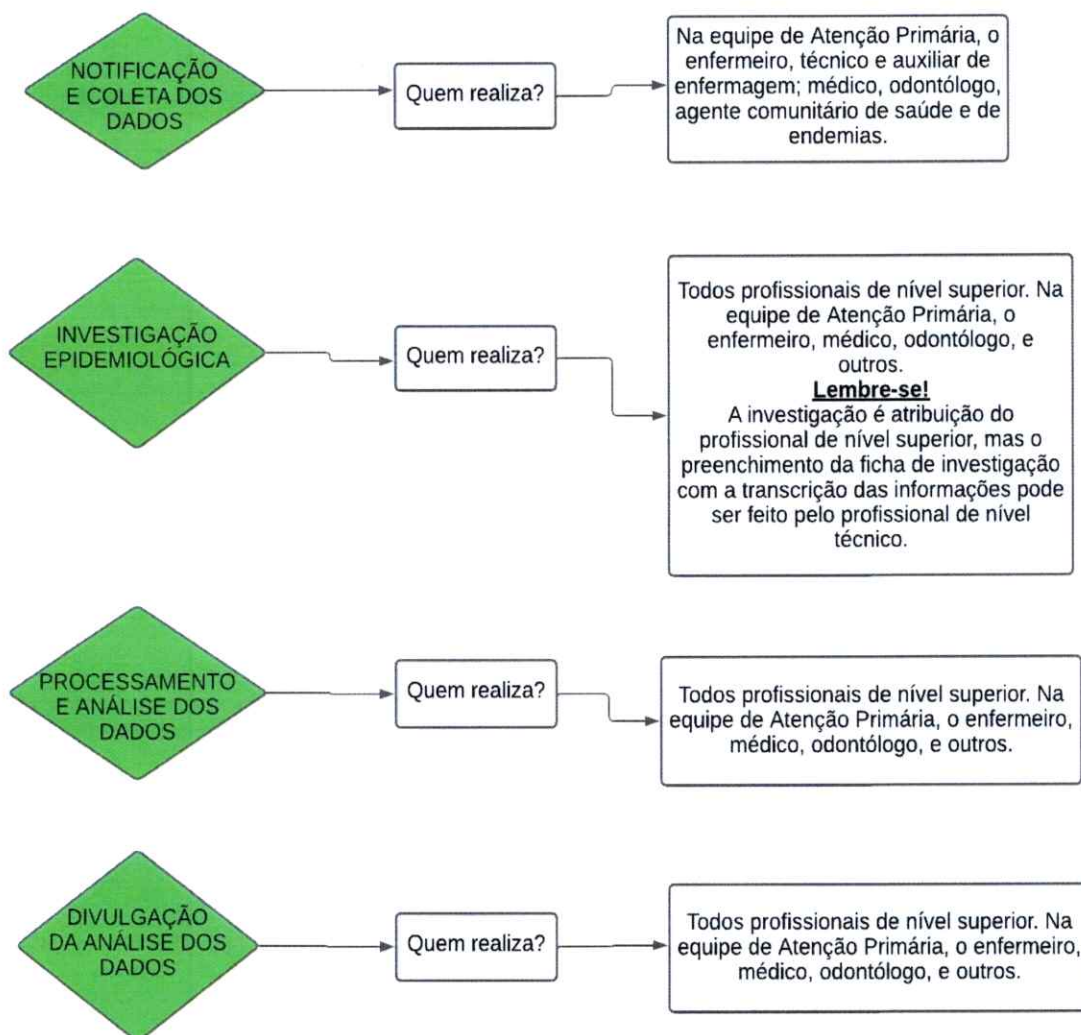 NOTIFICAÇÃO
E COLETA DOS
DADOS
Quem realiza?
Na equipe de Atenção Primária, o
enfermeiro, técnico e auxiliar de
enfermagem; médico, odontólogo,
agente comunitário de saúde e de
endemias.
INVESTIGAÇÃO
EPIDEMIOLÓGICA
Quem realiza?
Todos profissionais de nível superior. Na
equipe de Atenção Primária, o
enfermeiro, médico, odontólogo, e
outros.
Lembre-se!
A investigação é atribuição do
profissional de nível superior, mas o
preenchimento da ficha de investigação
com a transcrição das informações pode
ser feito pelo profissional de nível
técnico.
PROCESSAMENTO
E ANÁLISE DOS
DADOS
Quem realiza?
Todos profissionais de nível superior. Na
equipe de Atenção Primária, o enfermeiro,
médico, odontólogo, e outros.
DIVULGAÇÃO
DA ANÁLISE DOS
DADOS
Quem realiza?
Todos profissionais de nível superior. Na
equipe de Atenção Primária, o enfermeiro,
médico, odontólogo, e outros.